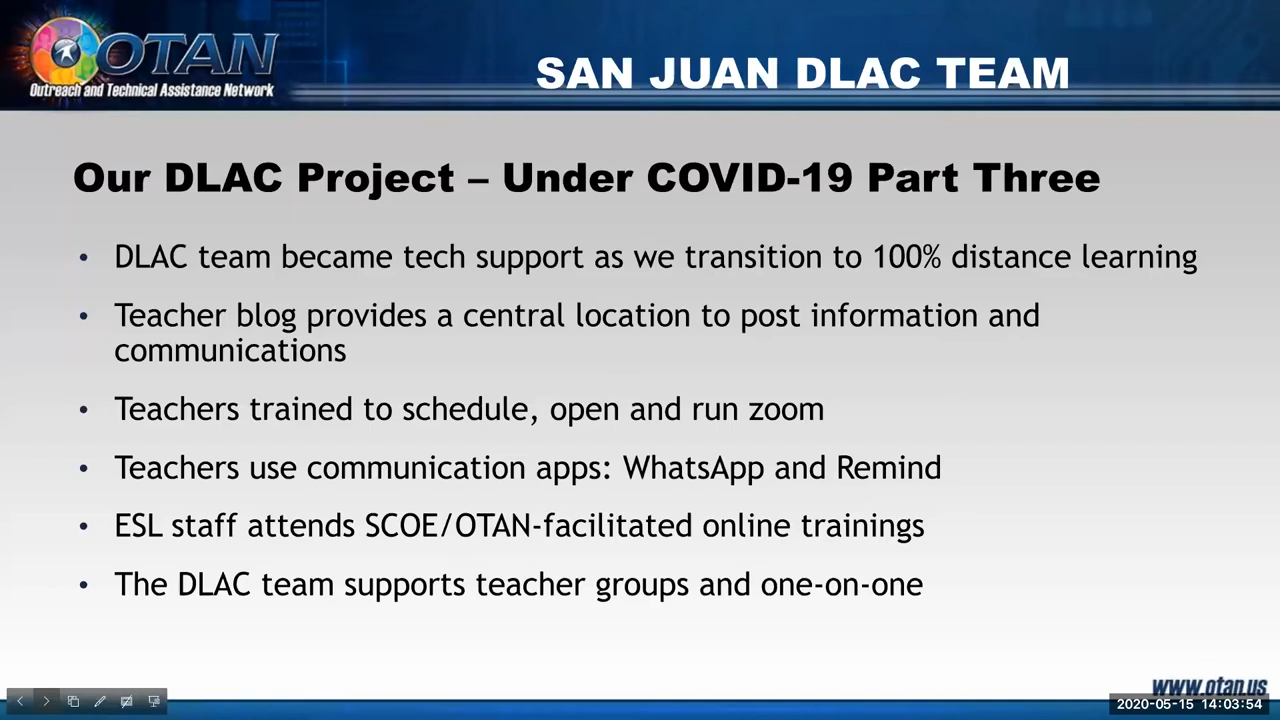 OTAN
Outreach and Technical Assistance Network
SAN JUAN DLAC TEAM
Our DLAC Project – Under COVID-19 Part Three
• DLAC team became tech support as we transition to 100% distance learning
• Teacher blog provides a central location to post information and
communications
• Teachers trained to schedule, open and run zoom
• Teachers use communication apps: WhatsApp and Remind
• ESL staff attends SCOE/OTAN-facilitated online trainings
• The DLAC team supports teacher groups and one-on-one
www.otan.us
2020-05-15 14:03:54